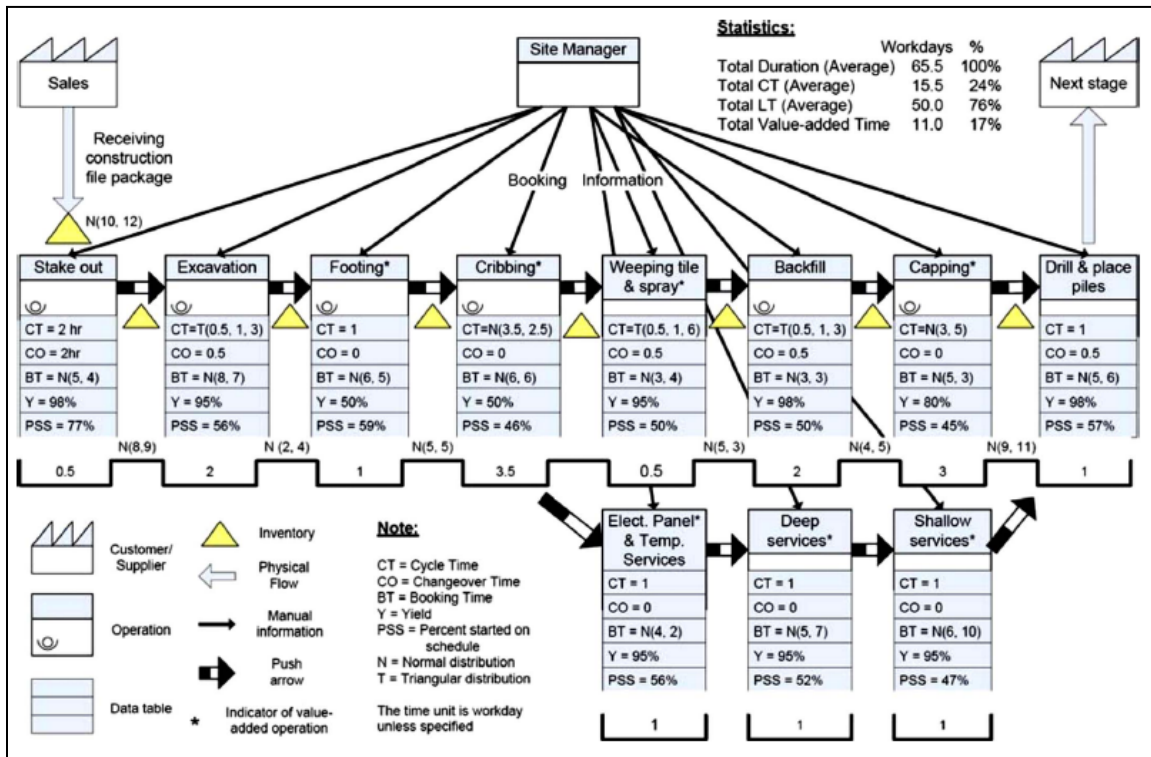 Statistics:
Workdays %
Total Duration (Average) 65.5 100%
Total CT (Average) 15.5 24%
Total LT (Average) 50.0 76%
Total Value-added Time 11.0 17%
Sales
Site Manager
Next stage
Receiving
construction
file package
Booking Information
N(10, 12)
Stake out
CT = 2 hr
CO = 2hr
BT = N(5, 4)
Y = 98%
PSS = 77%
Excavation
CT=T(0.5, 1, 3)
CO = 0.5
BT = N(8, 7)
Y = 95%
PSS = 56%
Footing*
CT = 1
CO = 0
BT = N(6, 5)
Y = 50%
PSS = 59%
Cribbing*
CT=N(3.5, 2.5)
CO = 0
BT = N(6, 6)
Y = 50%
PSS = 46%
Weeping tile
& spray*
CT=T(0.5, 1, 6)
CO = 0.5
BT = N(3, 4)
Y = 95%
PSS = 50%
Backfill
CT=T(0.5, 1, 3)
CO = 0.5
BT = N(3, 3)
Y = 98%
PSS = 50%
Capping*
CT=N(3, 5)
CO = 0
BT = N(5, 3)
Y = 80%
PSS = 45%
Drill & place
piles
CT = 1
CO = 0.5
BT = N(5, 6)
Y = 98%
PSS = 57%
N(8,9) N (2, 4) N(5, 5) N(5, 3) N(4, 5) N(9, 11)
0.5 2 1 3.5 0.5 2 3 1
Customer/
Supplier
Operation
Data table
Inventory
Physical
Flow
Manual
information
Push
arrow
* Indicator of value-
added operation
Note:
CT = Cycle Time
CO = Changeover Time
BT = Booking Time
Y = Yield
PSS = Percent started on
schedule
N = Normal distribution
T = Triangular distribution
The time unit is workday
unless specified
Elect. Panel*
& Temp.
Services
CT = 1
CO = 0
BT = N(4, 2)
Y = 95%
PSS = 56%
1
Deep
services*
CT = 1
CO = 0
BT = N(5, 7)
Y = 95%
PSS = 52%
1
Shallow
services*
CT = 1
CO = 0
BT = N(6, 10)
Y = 95%
PSS = 47%
1